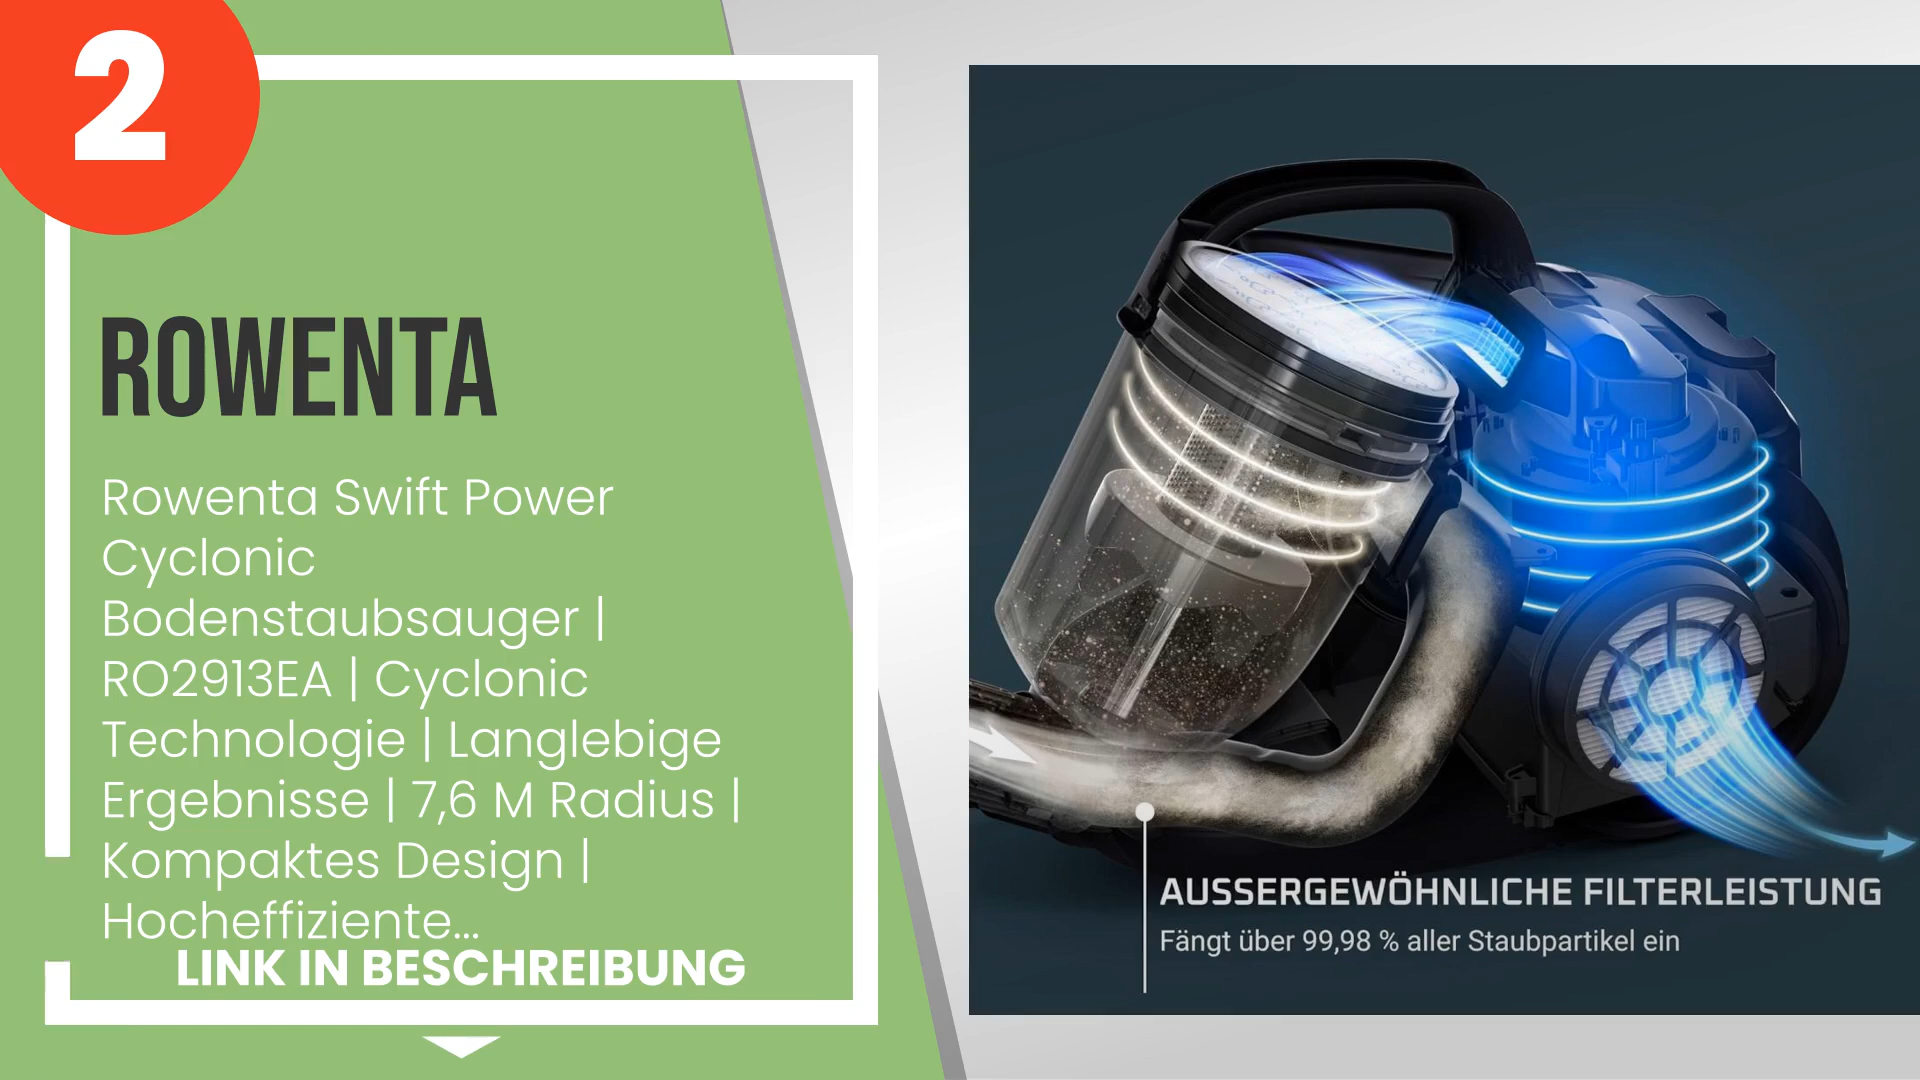 2
ROWENTA
Rowenta Swift Power
Cyclonic
Bodenstaubsauger |
RO2913EA | Cyclonic
Technologie | Langlebige
Ergebnisse | 7,6 M Radius |
Kompaktes Design |
Hocheffiziente...
LINK IN BESCHREIBUNG
AUSSERGEWÖHNLICHE FILTERLEISTUNG
Fängt über 99,98 % aller Staubpartikel ein